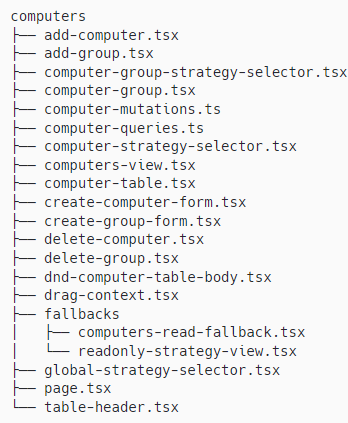 computers
├── add-computer.tsx
├── add-group.tsx
├── computer-group-strategy-selector.tsx
├── computer-group.tsx
├── computer-mutations.ts
├── computer-queries.ts
├── computer-strategy-selector.tsx
├── computers-view.tsx
├── computer-table.tsx
├── create-computer-form.tsx
├── create-group-form.tsx
├── delete-computer.tsx
├── delete-group.tsx
├── dnd-computer-table-body.tsx
├── drag-context.tsx
├── fallbacks
│   ├── computers-read-fallback.tsx
│   └── readonly-strategy-view.tsx
├── global-strategy-selector.tsx
├── page.tsx
└── table-header.tsx